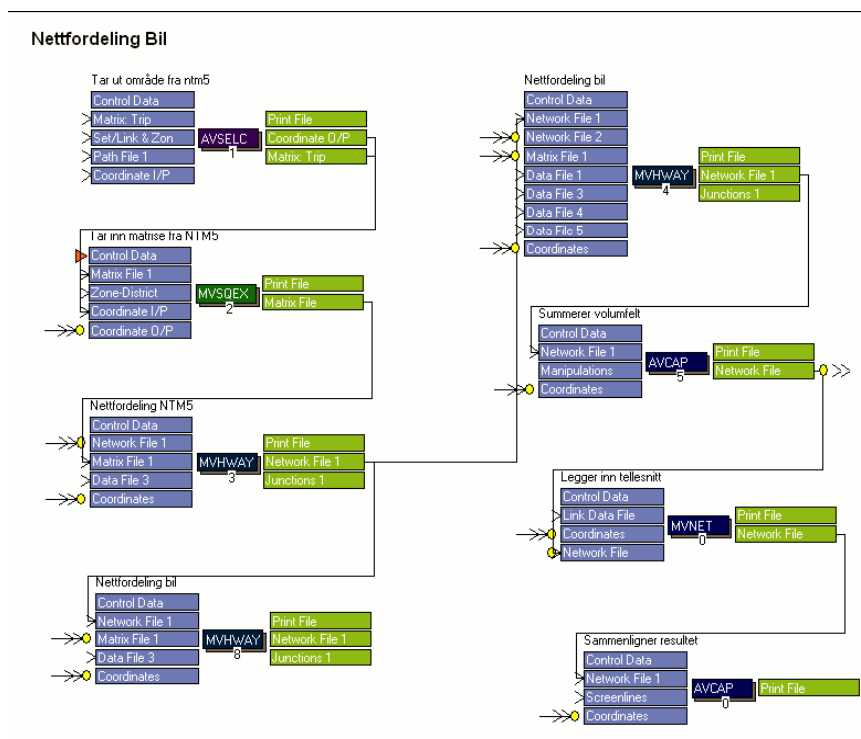 Nettfordeling Bil
Tar ut område fra ntm5
Control Data
Matrix: Trip
Set/Link & Zon
Path File 1
Coordinate I/P
AVSELC
1
Print File
Coordinate O/P
Matrix: Trip
Tar inn matrise fra NTM5
Control Data
Matrix File 1
Zone-District
Coordinate I/P
Coordinate O/P
MVSQEX
2
Print File
Matrix File
Nettfordeling NTM5
Control Data
Network File 1
Matrix File 1
Data File 3
Coordinates
MVHWAY
3
Print File
Network File 1
Junctions 1
Nettfordeling bil
Control Data
Network File 1
Matrix File 1
Data File 3
Coordinates
MVHWAY
8
Print File
Network File 1
Junctions 1
Nettfordeling bil
Control Data
Network File 1
Network File 2
Matrix File 1
Data File 1
Data File 3
Data File 4
Data File 5
Coordinates
MVHWAY
4
Print File
Network File 1
Junctions 1
Summerer volumfelt
Control Data
Network File 1
Manipulations
Coordinates
AVCAP
5
Print File
Network File
Legger inn tellesnitt
Control Data
Link Data File
Coordinates
Network File
MVNET
0
Print File
Network File
Sammenligner resultet
Control Data
Network File 1
Screenlines
Coordinates
AVCAP
0
Print File